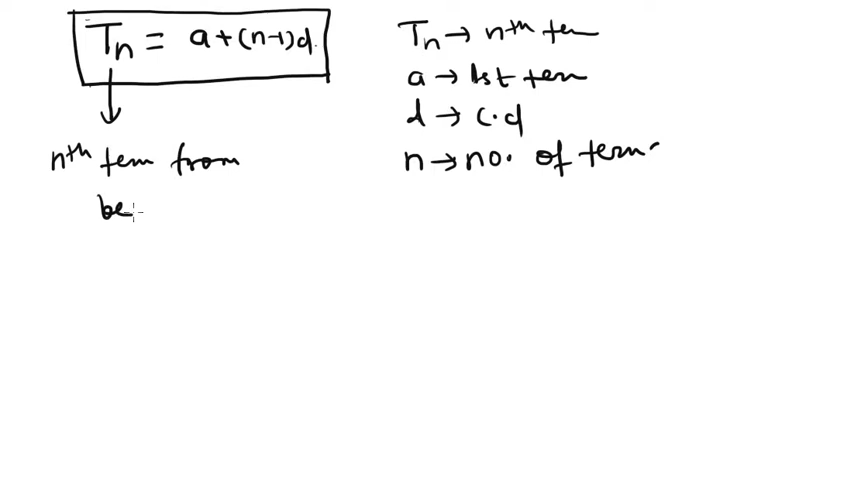 Tn = a+(n-1)d
nth term from
be
Tn → nth term
a → 1st term
d → c.d
n → no. of terms